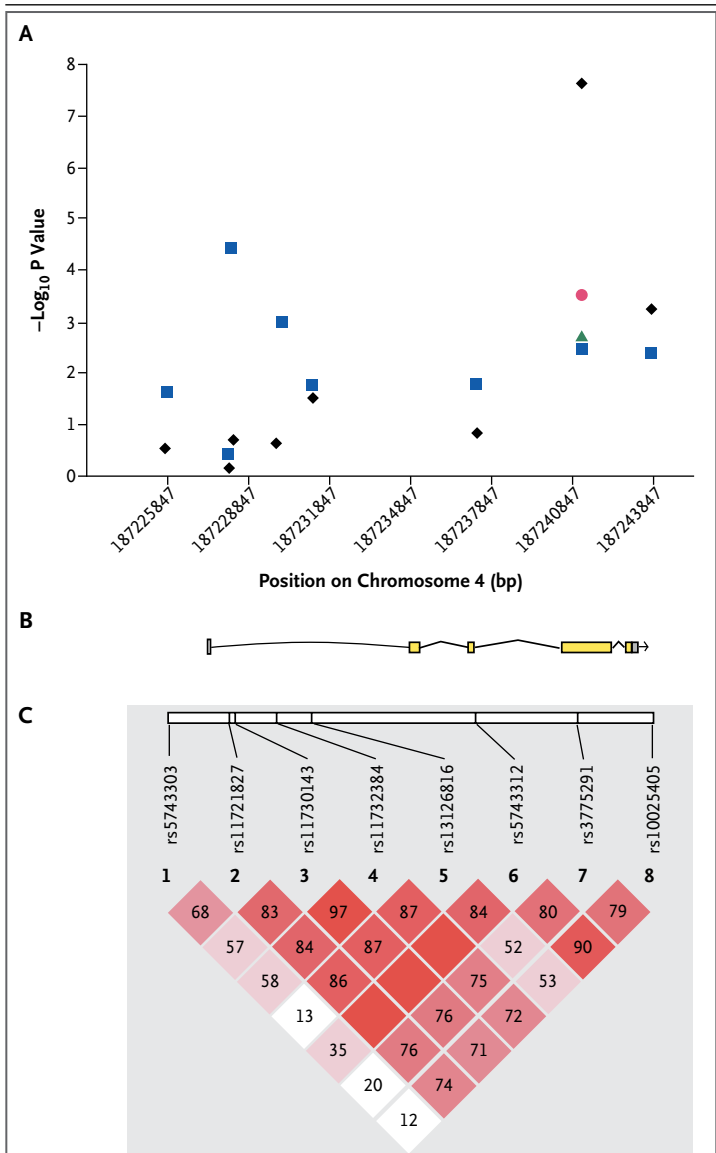 A
8
7
6
5
4
3
2
1
0
−Log10 P Value
187225847
187228847
187231847
187234847
187237847
187240847
187243847
Position on Chromosome 4 (bp)
B
C
rs5743303
rs11721827
rs11730143
rs11732384
rs13126816
rs5743312
rs3775291
rs10025405
1 2 3 4 5 6 7 8
68 83 97 87 84 80 79
57 84 87 52 90
58 86 75 53
13 76 72
35 76 71
20 74
12